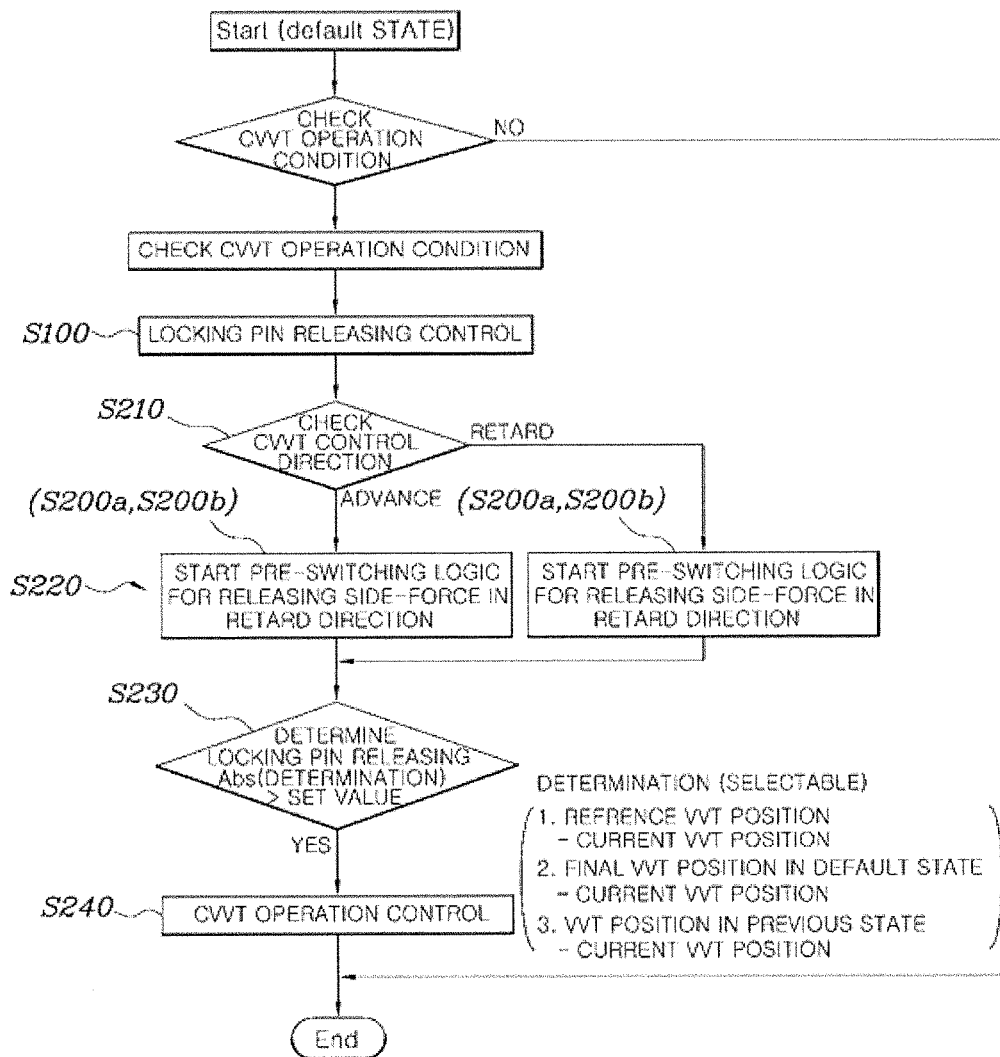 Start (default STATE)
CHECK
CVVT OPERATION
CONDITION
NO
CHECK CVVT OPERATION CONDITION
S100
LOCKING PIN RELEASING CONTROL
S210
CHECK
CVVT CONTROL
DIRECTION
RETARD
ADVANCE
(S200a,S200b)
(S200a,S200b)
S220
START PRE-SWITCHING LOGIC
FOR RELEASING SIDE-FORCE IN
RETARD DIRECTION
START PRE-SWITCHING LOGIC
FOR RELEASING SIDE-FORCE IN
RETARD DIRECTION
S230
DETERMINE
LOCKING PIN RELEASING
Abs(DETERMINATION)
> SET VALUE
YES
DETERMINATION (SELECTABLE)
1. REFRENCE VVT POSITION
- CURRENT VVT POSITION
2. FINAL VVT POSITION IN DEFAULT STATE
- CURRENT VVT POSITION
3. VVT POSITION IN PREVIOUS STATE
- CURRENT VVT POSITION
S240
CVVT OPERATION CONTROL
End